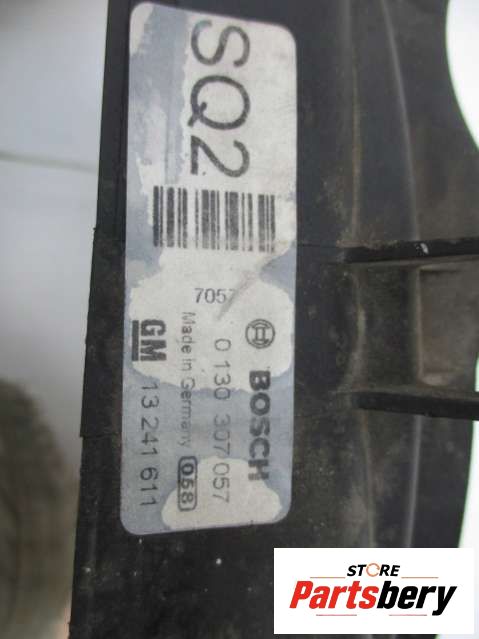 SQ2
7057
BOSCH
0 130 307 057
Made in Germany 058
GM 13 241 611
STORE
Partsbery